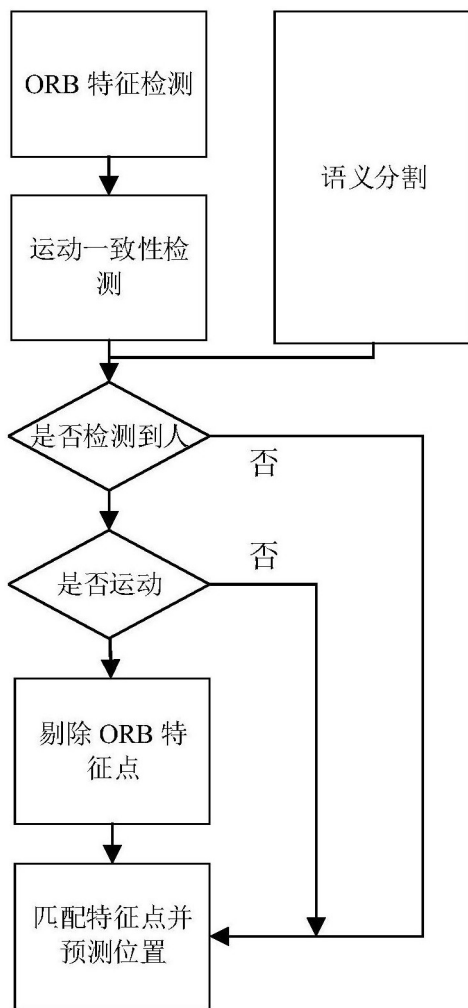 ORB 特征检测
语义分割
运动一致性检
测
是否检测到人
否
是否运动
否
剔除 ORB 特
征点
匹配特征点并
预测位置